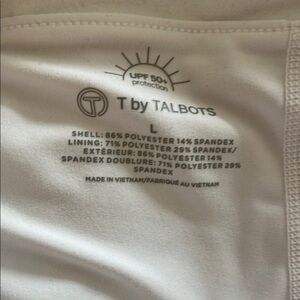 UPF 50+
protection
T T by TALBOTS
L
SHELL: 86% POLYESTER 14% SPANDEX
LINING: 71% POLYESTER 29% SPANDEX/
EXTÉRIEUR: 86% POLYESTER 14%
SPANDEX DOUBLURE: 71% POLYESTER 29%
SPANDEX
MADE IN VIETNAM/FABRIQUÉ AU VIETNAM